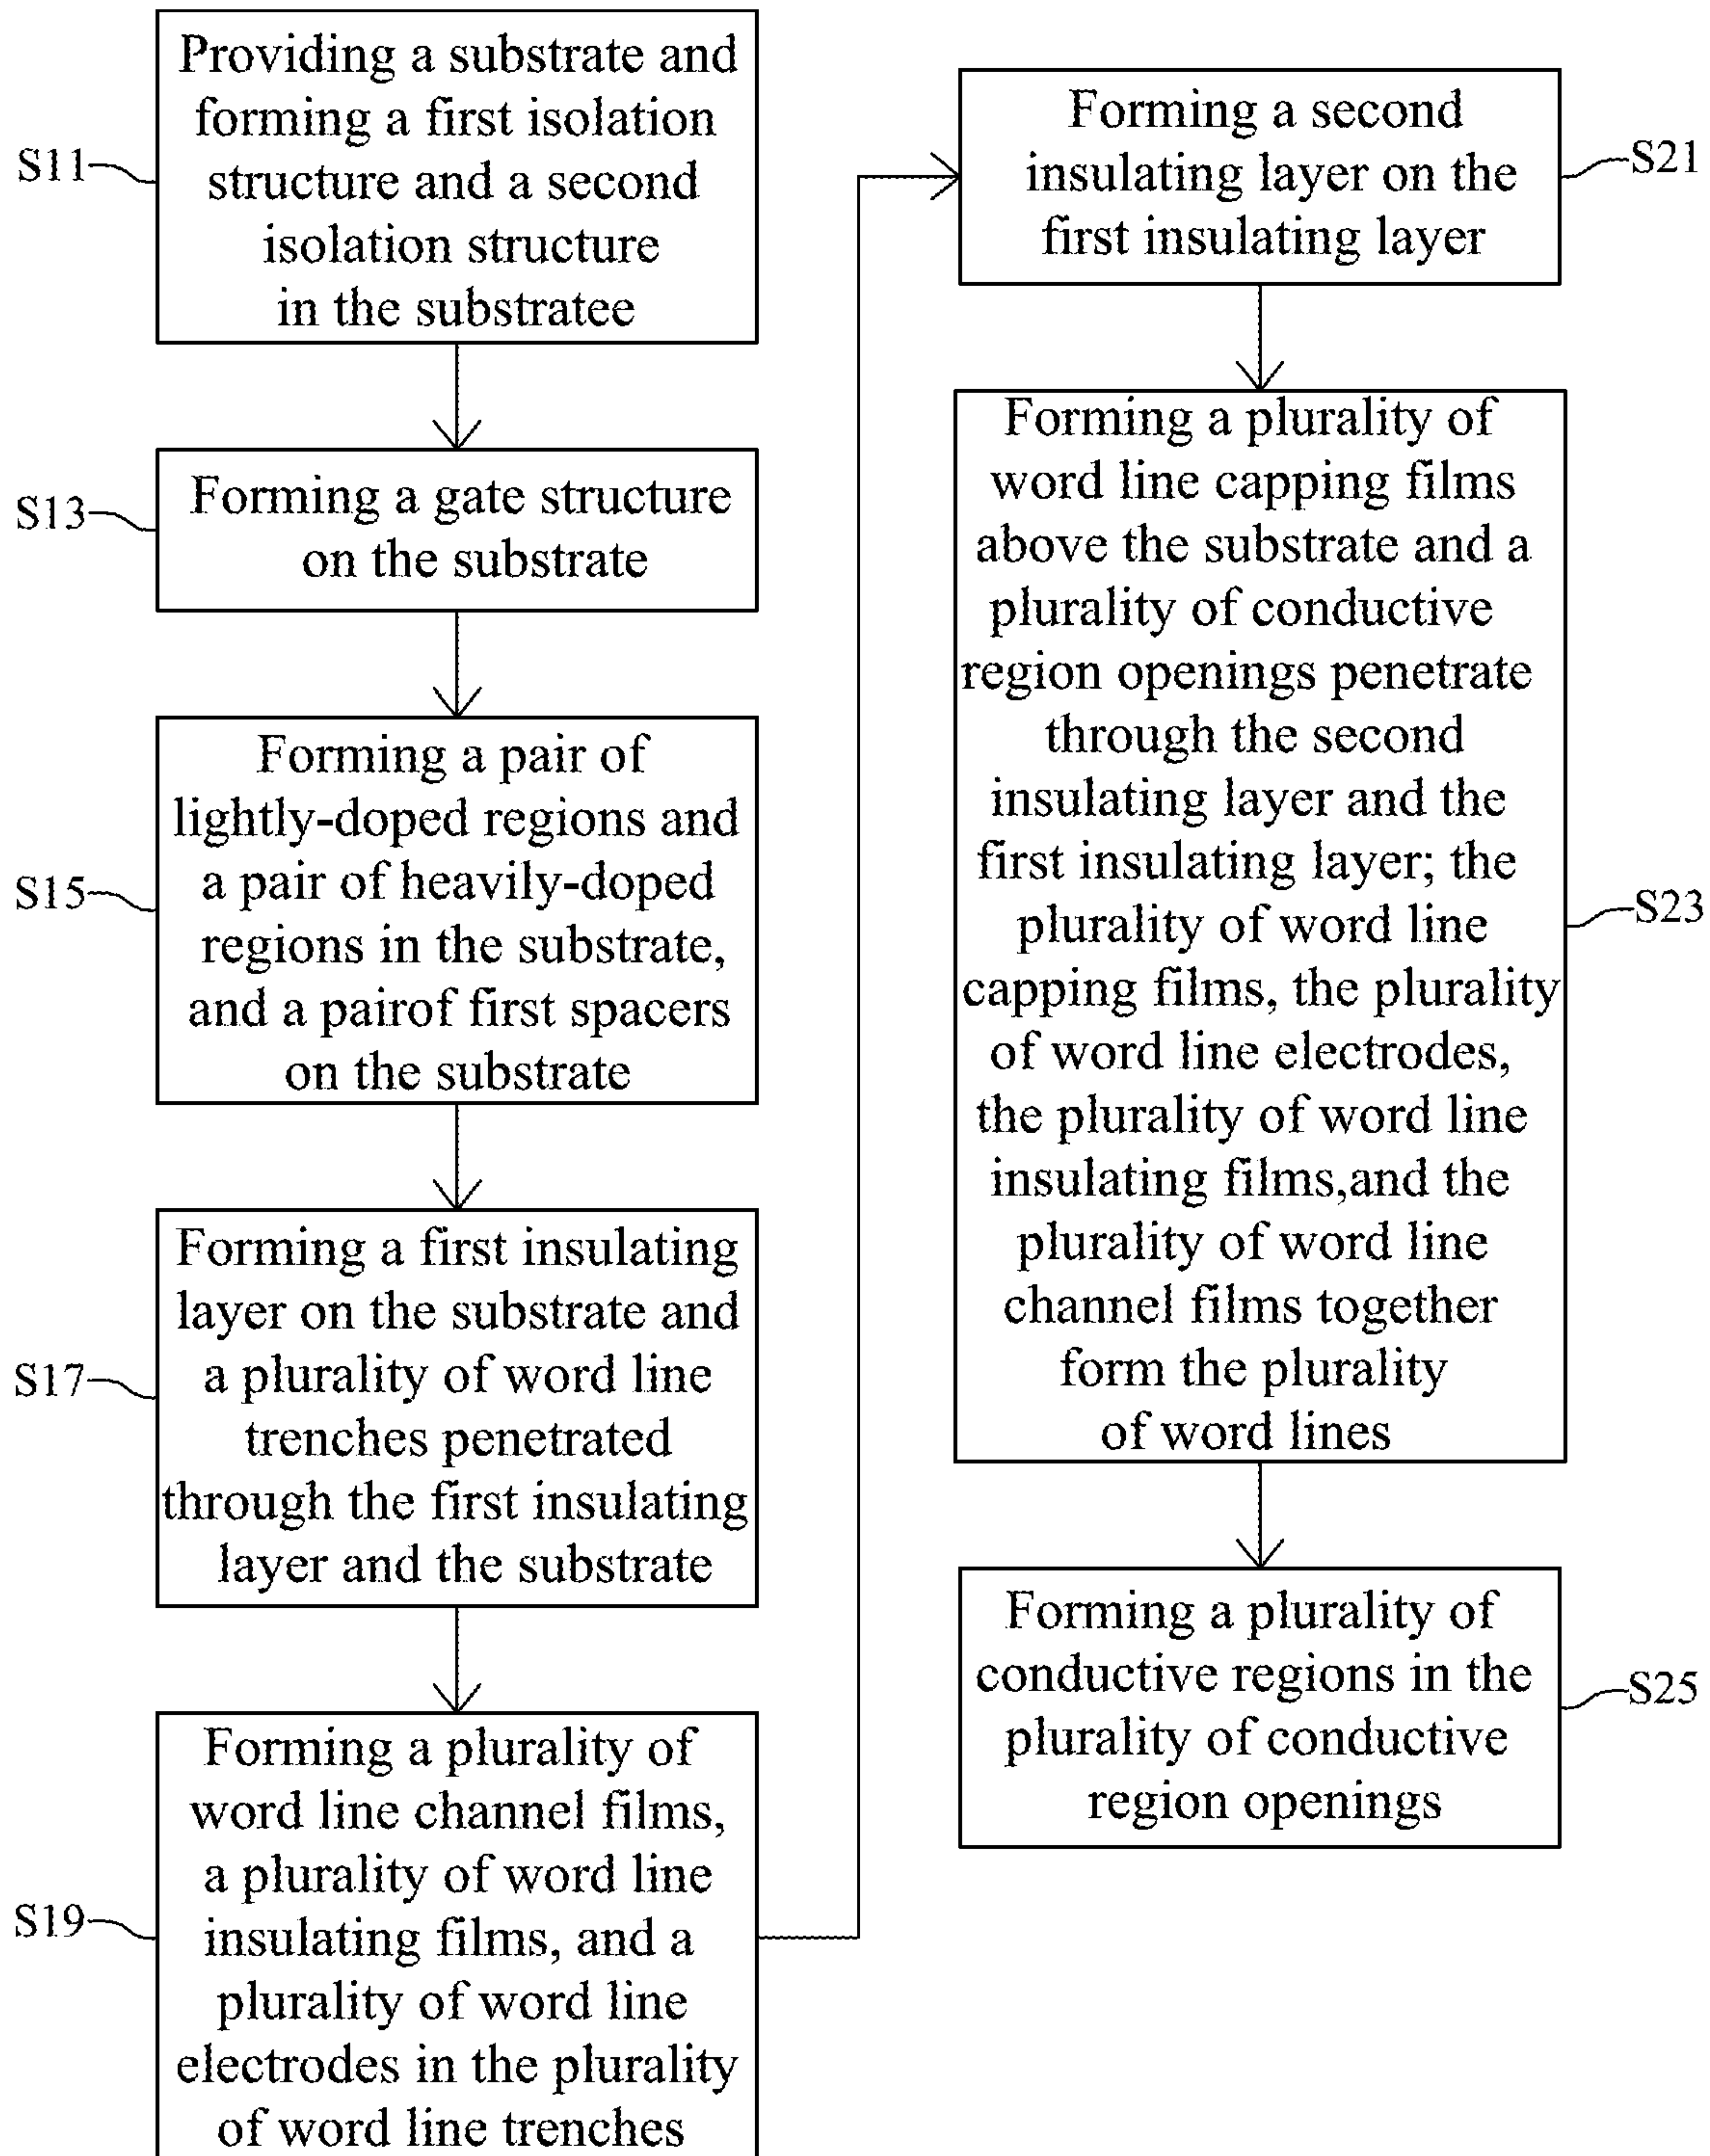 Providing a substrate and
forming a first isolation
structure and a second
isolation structure
in the substratee
S11
Forming a gate structure
on the substrate
S13
Forming a pair of
lightly-doped regions and
a pair of heavily-doped
regions in the substrate,
and a pairof first spacers
on the substrate
S15
Forming a first insulating
layer on the substrate and
a plurality of word line
trenches penetrated
through the first insulating
layer and the substrate
S17
Forming a plurality of
word line channel films,
a plurality of word line
insulating films, and a
plurality of word line
electrodes in the plurality
of word line trenches
S19
Forming a second
insulating layer on the
first insulating layer
S21
Forming a plurality of
word line capping films
above the substrate and a
plurality of conductive
region openings penetrate
through the second
insulating layer and the
first insulating layer; the
plurality of word line
capping films, the plurality
of word line electrodes,
the plurality of word line
insulating films,and the
plurality of word line
channel films together
form the plurality
of word lines
S23
Forming a plurality of
conductive regions in the
plurality of conductive
region openings
S25